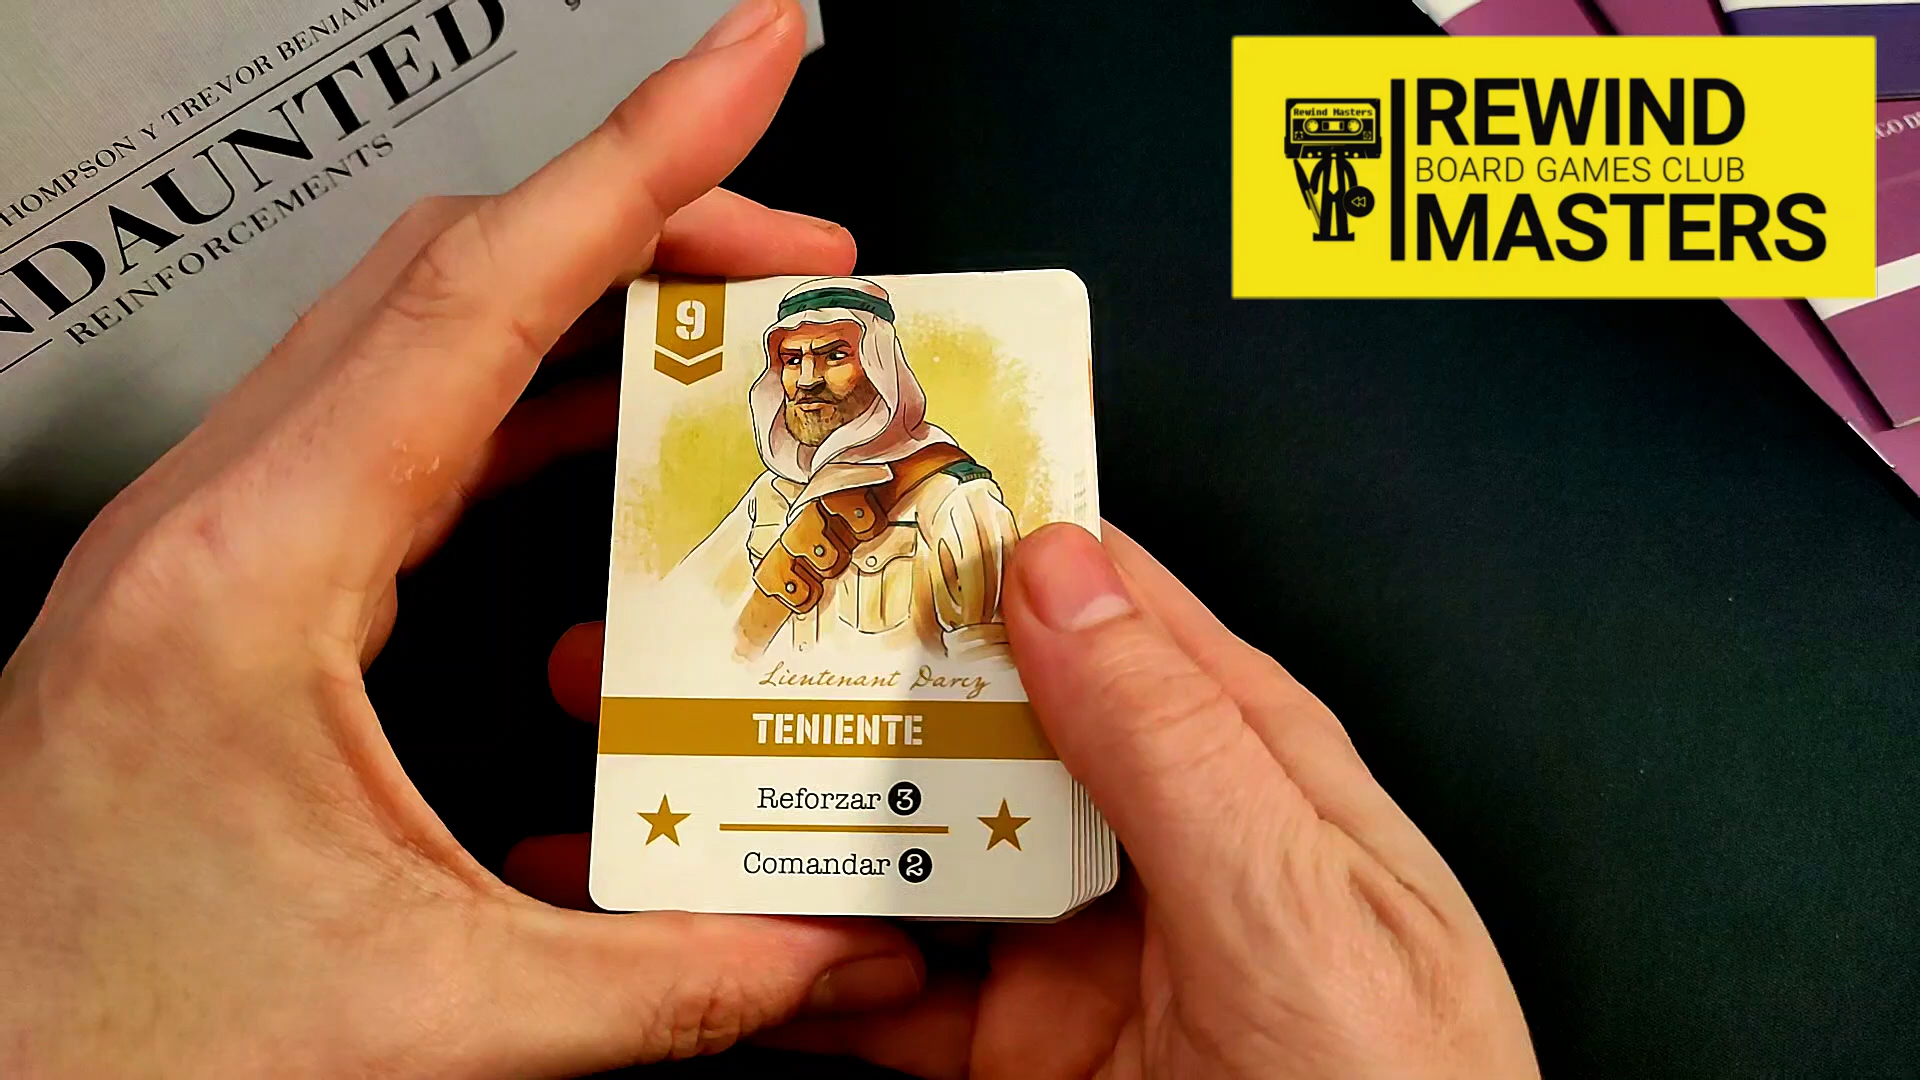 THOMPSON Y TREVOR BENJAM
NDAUNTED
REINFORCEMENTS
Rewind Masters
REWIND
BOARD GAMES CLUB
MASTERS
9
Lieutenant Darcy
TENIENTE
Reforzar 3
Comandar 2